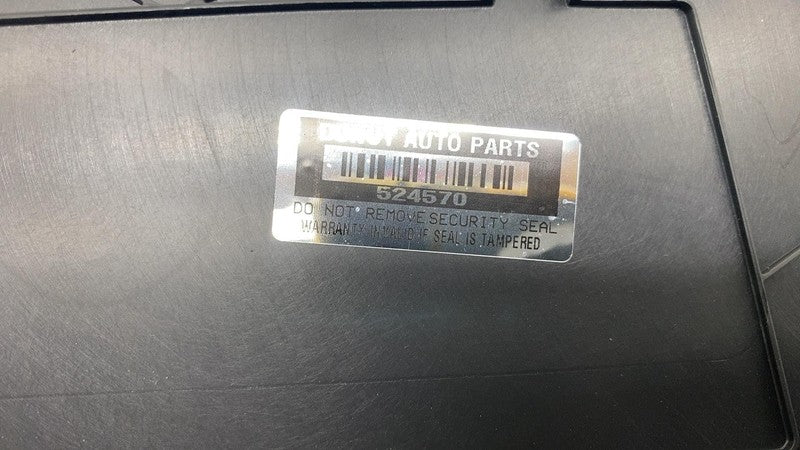 AUTO PARTS
524570
DO NOT REMOVE SECURITY SEAL
WARRANTY INVALID IF SEAL IS TAMPERED